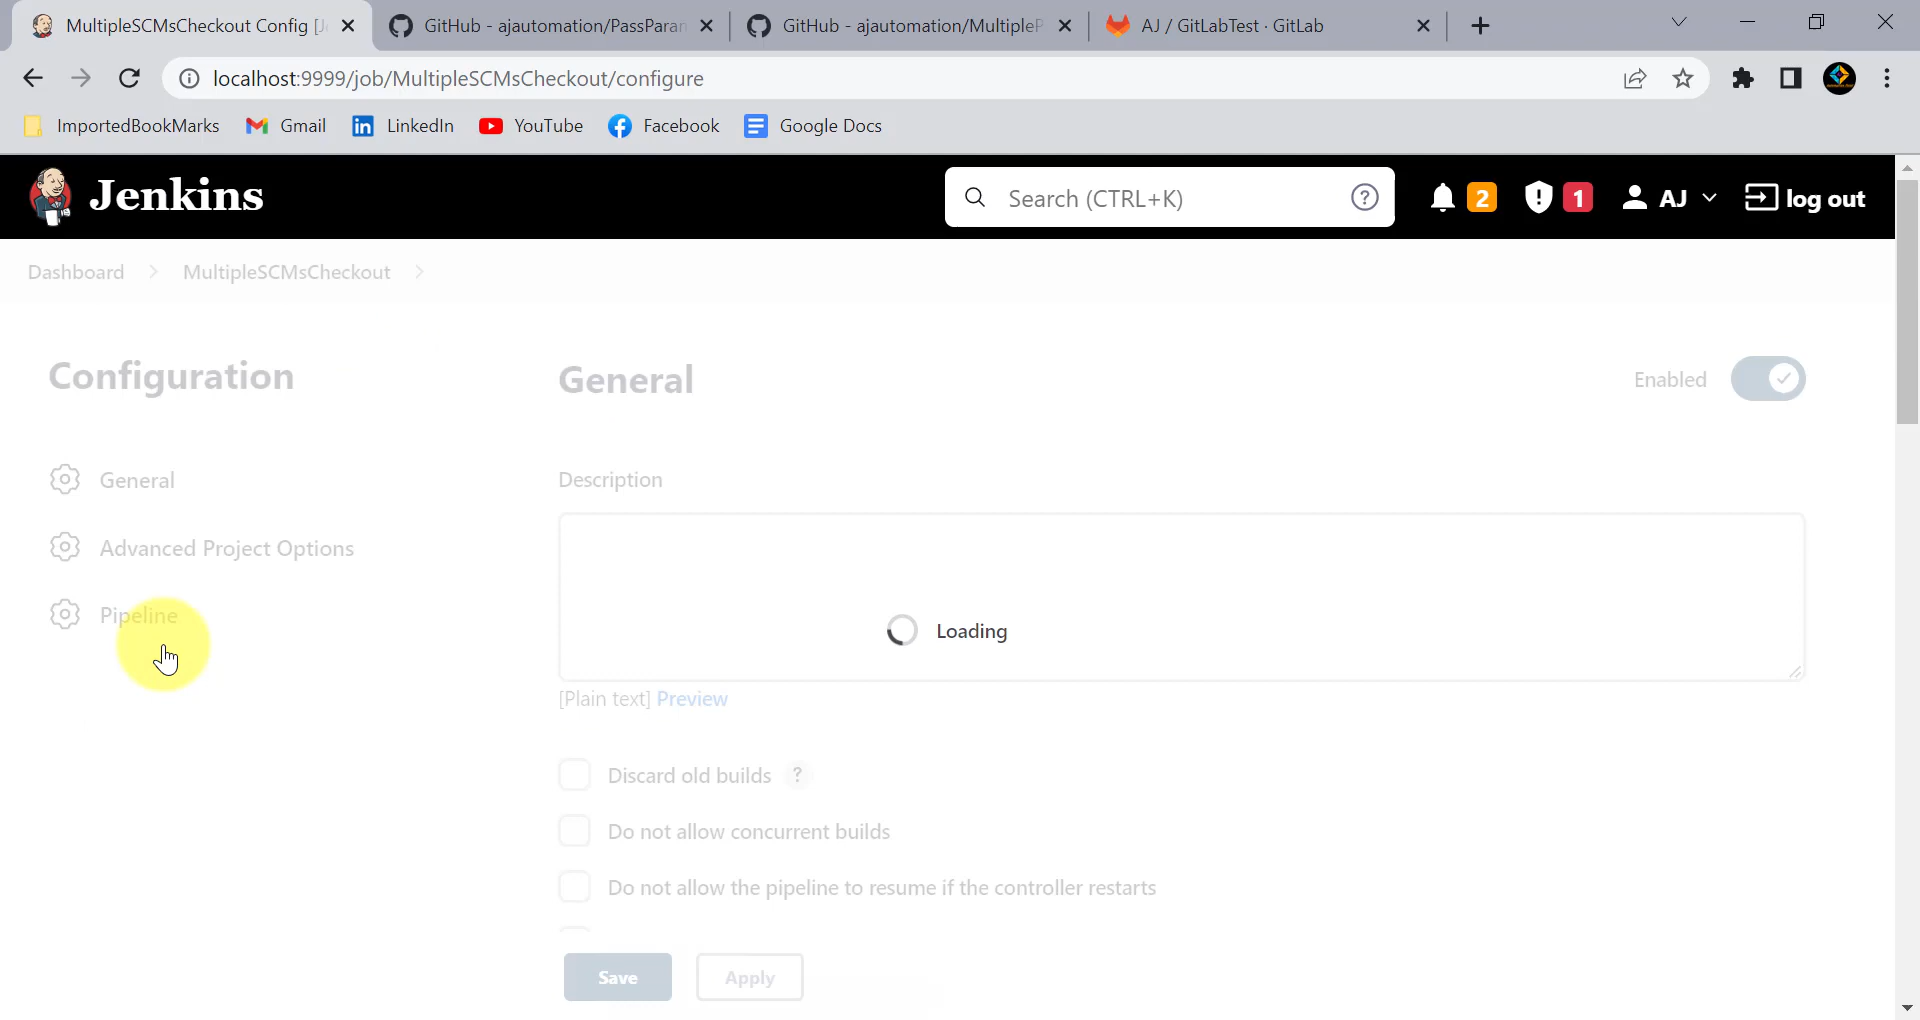 MultipleSCMsCheckout Config [J
GitHub - ajautomation/PassParan
GitHub - ajautomation/MultipleP
AJ / GitLabTest · GitLab
localhost:9999/job/MultipleSCMsCheckout/configure
ImportedBookMarks
Gmail
LinkedIn
YouTube
Facebook
Google Docs
Jenkins
Search (CTRL+K)
2
1
AJ
log out
Dashboard
MultipleSCMsCheckout
Configuration
General
Enabled
General
Description
Advanced Project Options
Pipeline
Loading
[Plain text] Preview
Discard old builds ?
Do not allow concurrent builds
Do not allow the pipeline to resume if the controller restarts
Save
Apply